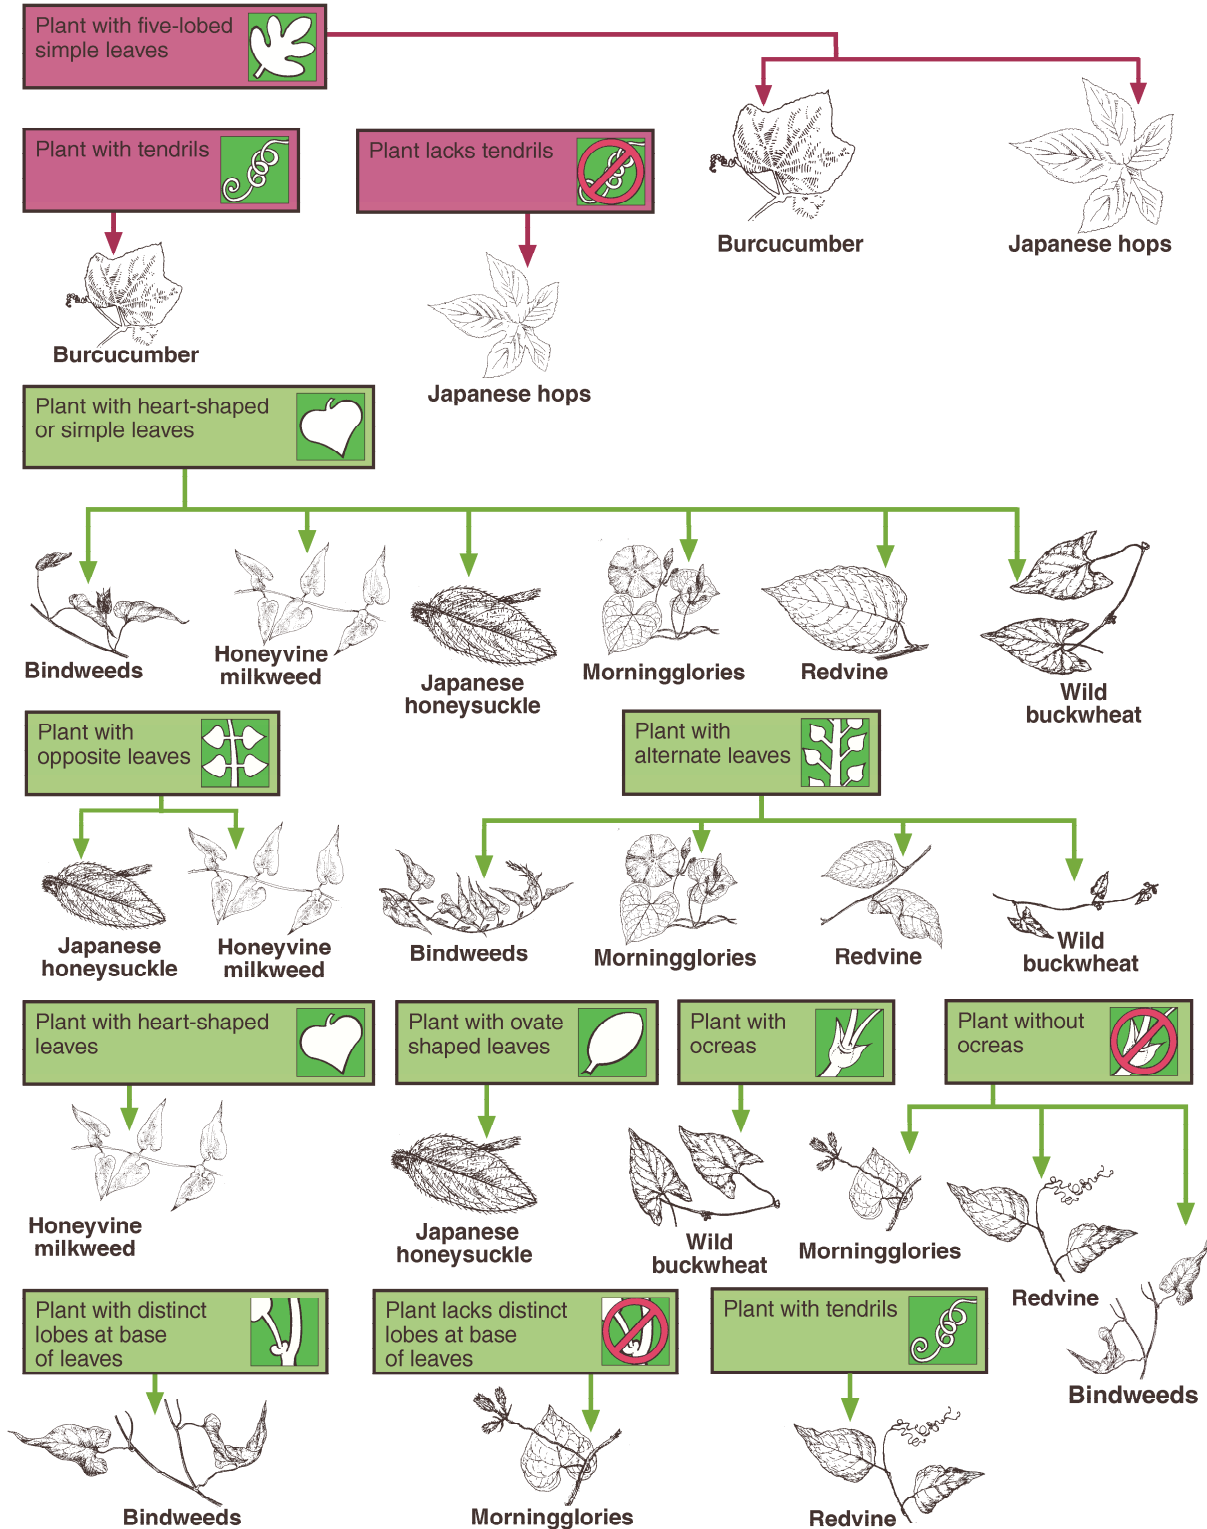 Plant with five-lobed
simple leaves
Plant with tendrils
Plant lacks tendrils
Burcucumber
Japanese hops
Burcucumber
Japanese hops
Plant with heart-shaped
or simple leaves
Bindweeds
Honeyvine
milkweed
Japanese
honeysuckle
Morningglories
Redvine
Wild
buckwheat
Plant with
opposite leaves
Plant with
alternate leaves
Japanese
honeysuckle
Honeyvine
milkweed
Bindweeds
Morningglories
Redvine
Wild
buckwheat
Plant with heart-shaped
leaves
Plant with ovate
shaped leaves
Plant with
ocreas
Plant without
ocreas
Honeyvine
milkweed
Japanese
honeysuckle
Wild
buckwheat
Morningglories
Redvine
Bindweeds
Plant with distinct
lobes at base
of leaves
Plant lacks distinct
lobes at base
of leaves
Plant with tendrils
Bindweeds
Morningglories
Redvine